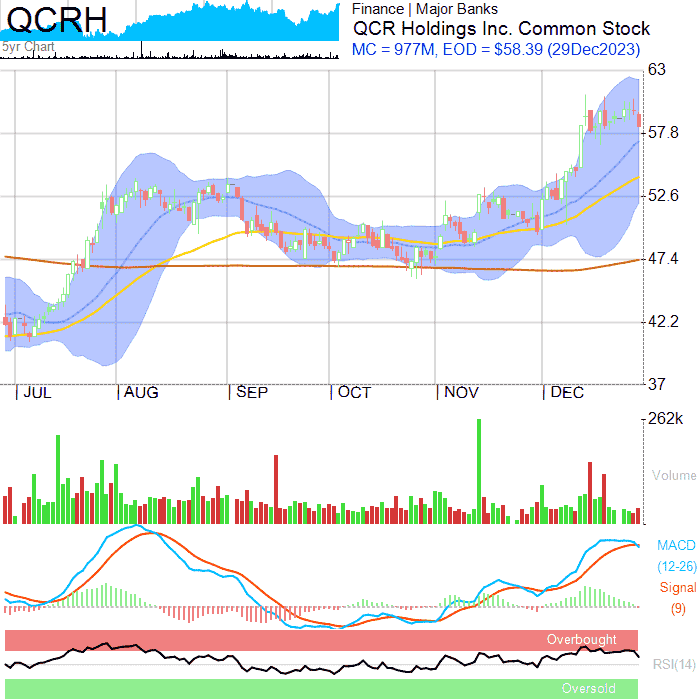 QCRH
5yr Chart
Finance | Major Banks
QCR Holdings Inc. Common Stock
MC = 977M, EOD = $58.39 (29Dec2023)
63
57.8
52.6
47.4
42.2
37
JUL
AUG
SEP
OCT
NOV
DEC
262k
Volume
MACD
(12-26)
Signal
(9)
Overbought
RSI(14)
Oversold